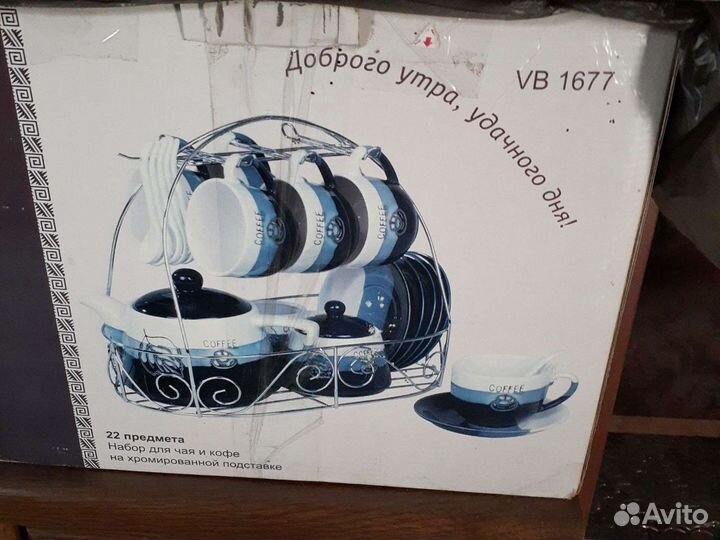 Доброго утра, удачного дня!
VB 1677
COFFEE
COFFEE
COFFEE
COFFEE
COFFEE
COFFEE
22 предмета
Набор для чая и кофе
на хромированной подставке
Avito